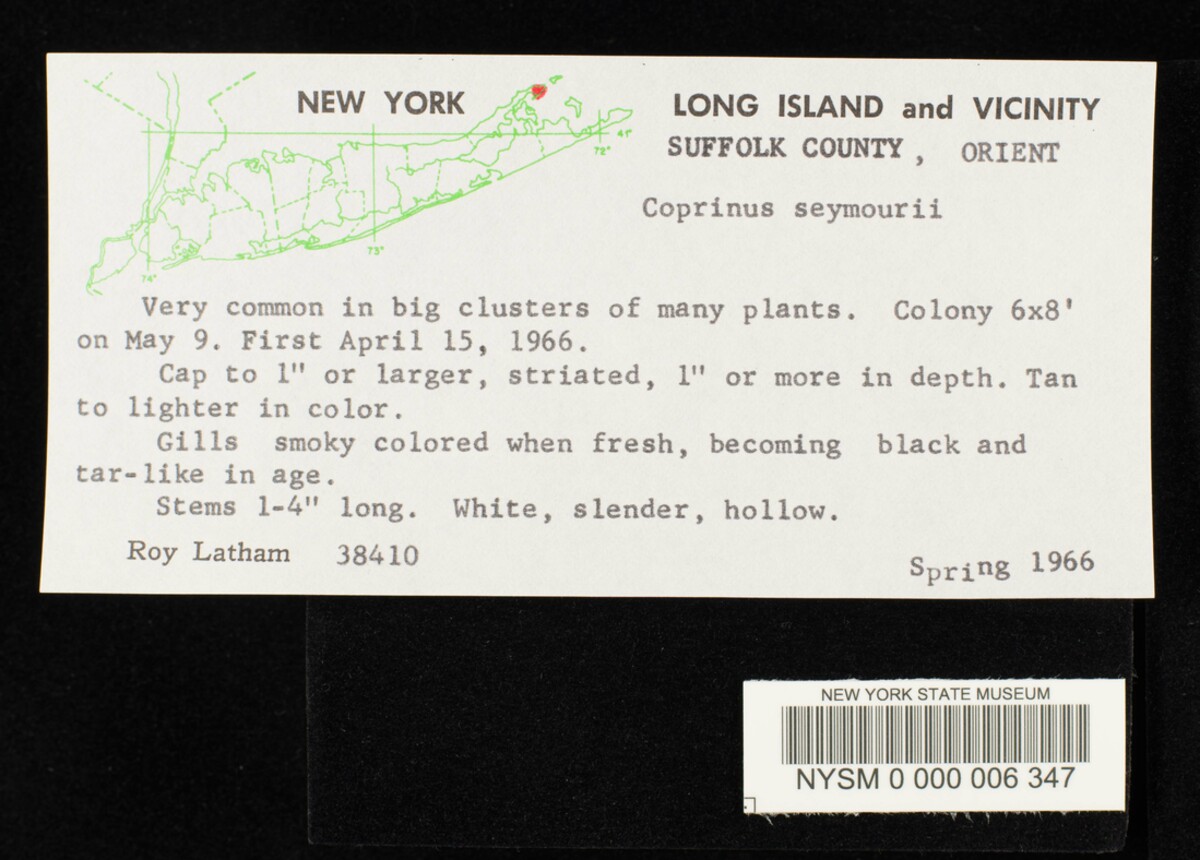 NEW YORK
LONG ISLAND and VICINITY
SUFFOLK COUNTY, ORIENT
41°
72°
73°
74°
Coprinus seymourii
Very common in big clusters of many plants. Colony 6x8'
on May 9. First April 15, 1966.
Cap to 1" or larger, striated, 1" or more in depth. Tan
to lighter in color.
Gills smoky colored when fresh, becoming black and
tar-like in age.
Stems 1-4" long. White, slender, hollow.
Roy Latham 38410
Spring 1966
NEW YORK STATE MUSEUM
NYSM 0 000 006 347